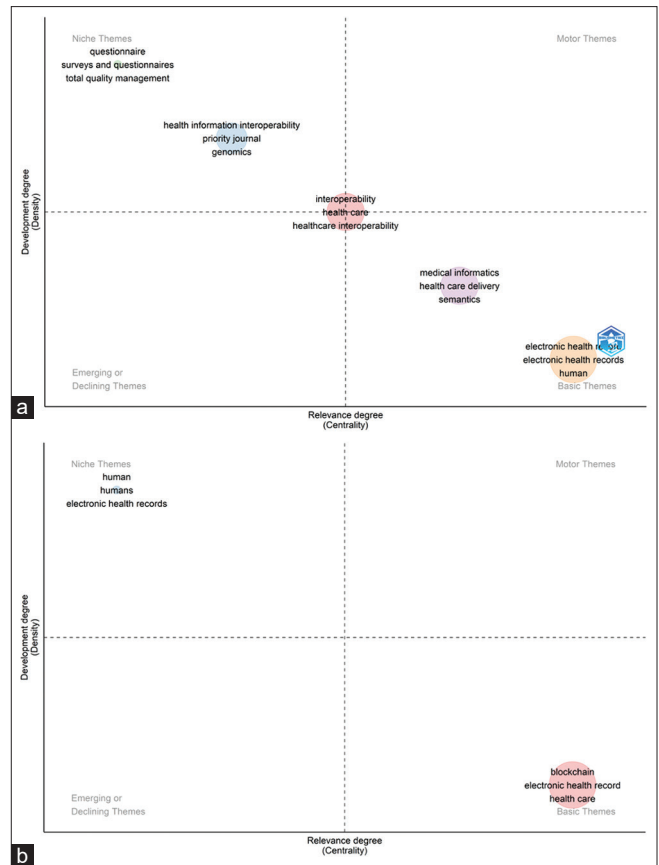 Niche Themes
Motor Themes
questionnaire
surveys and questionnaires
total quality management
health information interoperability
priority journal
genomics
interoperability
health care
healthcare interoperability
medical informatics
health care delivery
semantics
electronic health record
electronic health records
human
Emerging or
Declining Themes
Basic Themes
Development degree
(Density)
Relevance degree
(Centrality)
a
Niche Themes
Motor Themes
human
humans
electronic health records
blockchain
electronic health record
health care
Emerging or
Declining Themes
Basic Themes
Development degree
(Density)
Relevance degree
(Centrality)
b